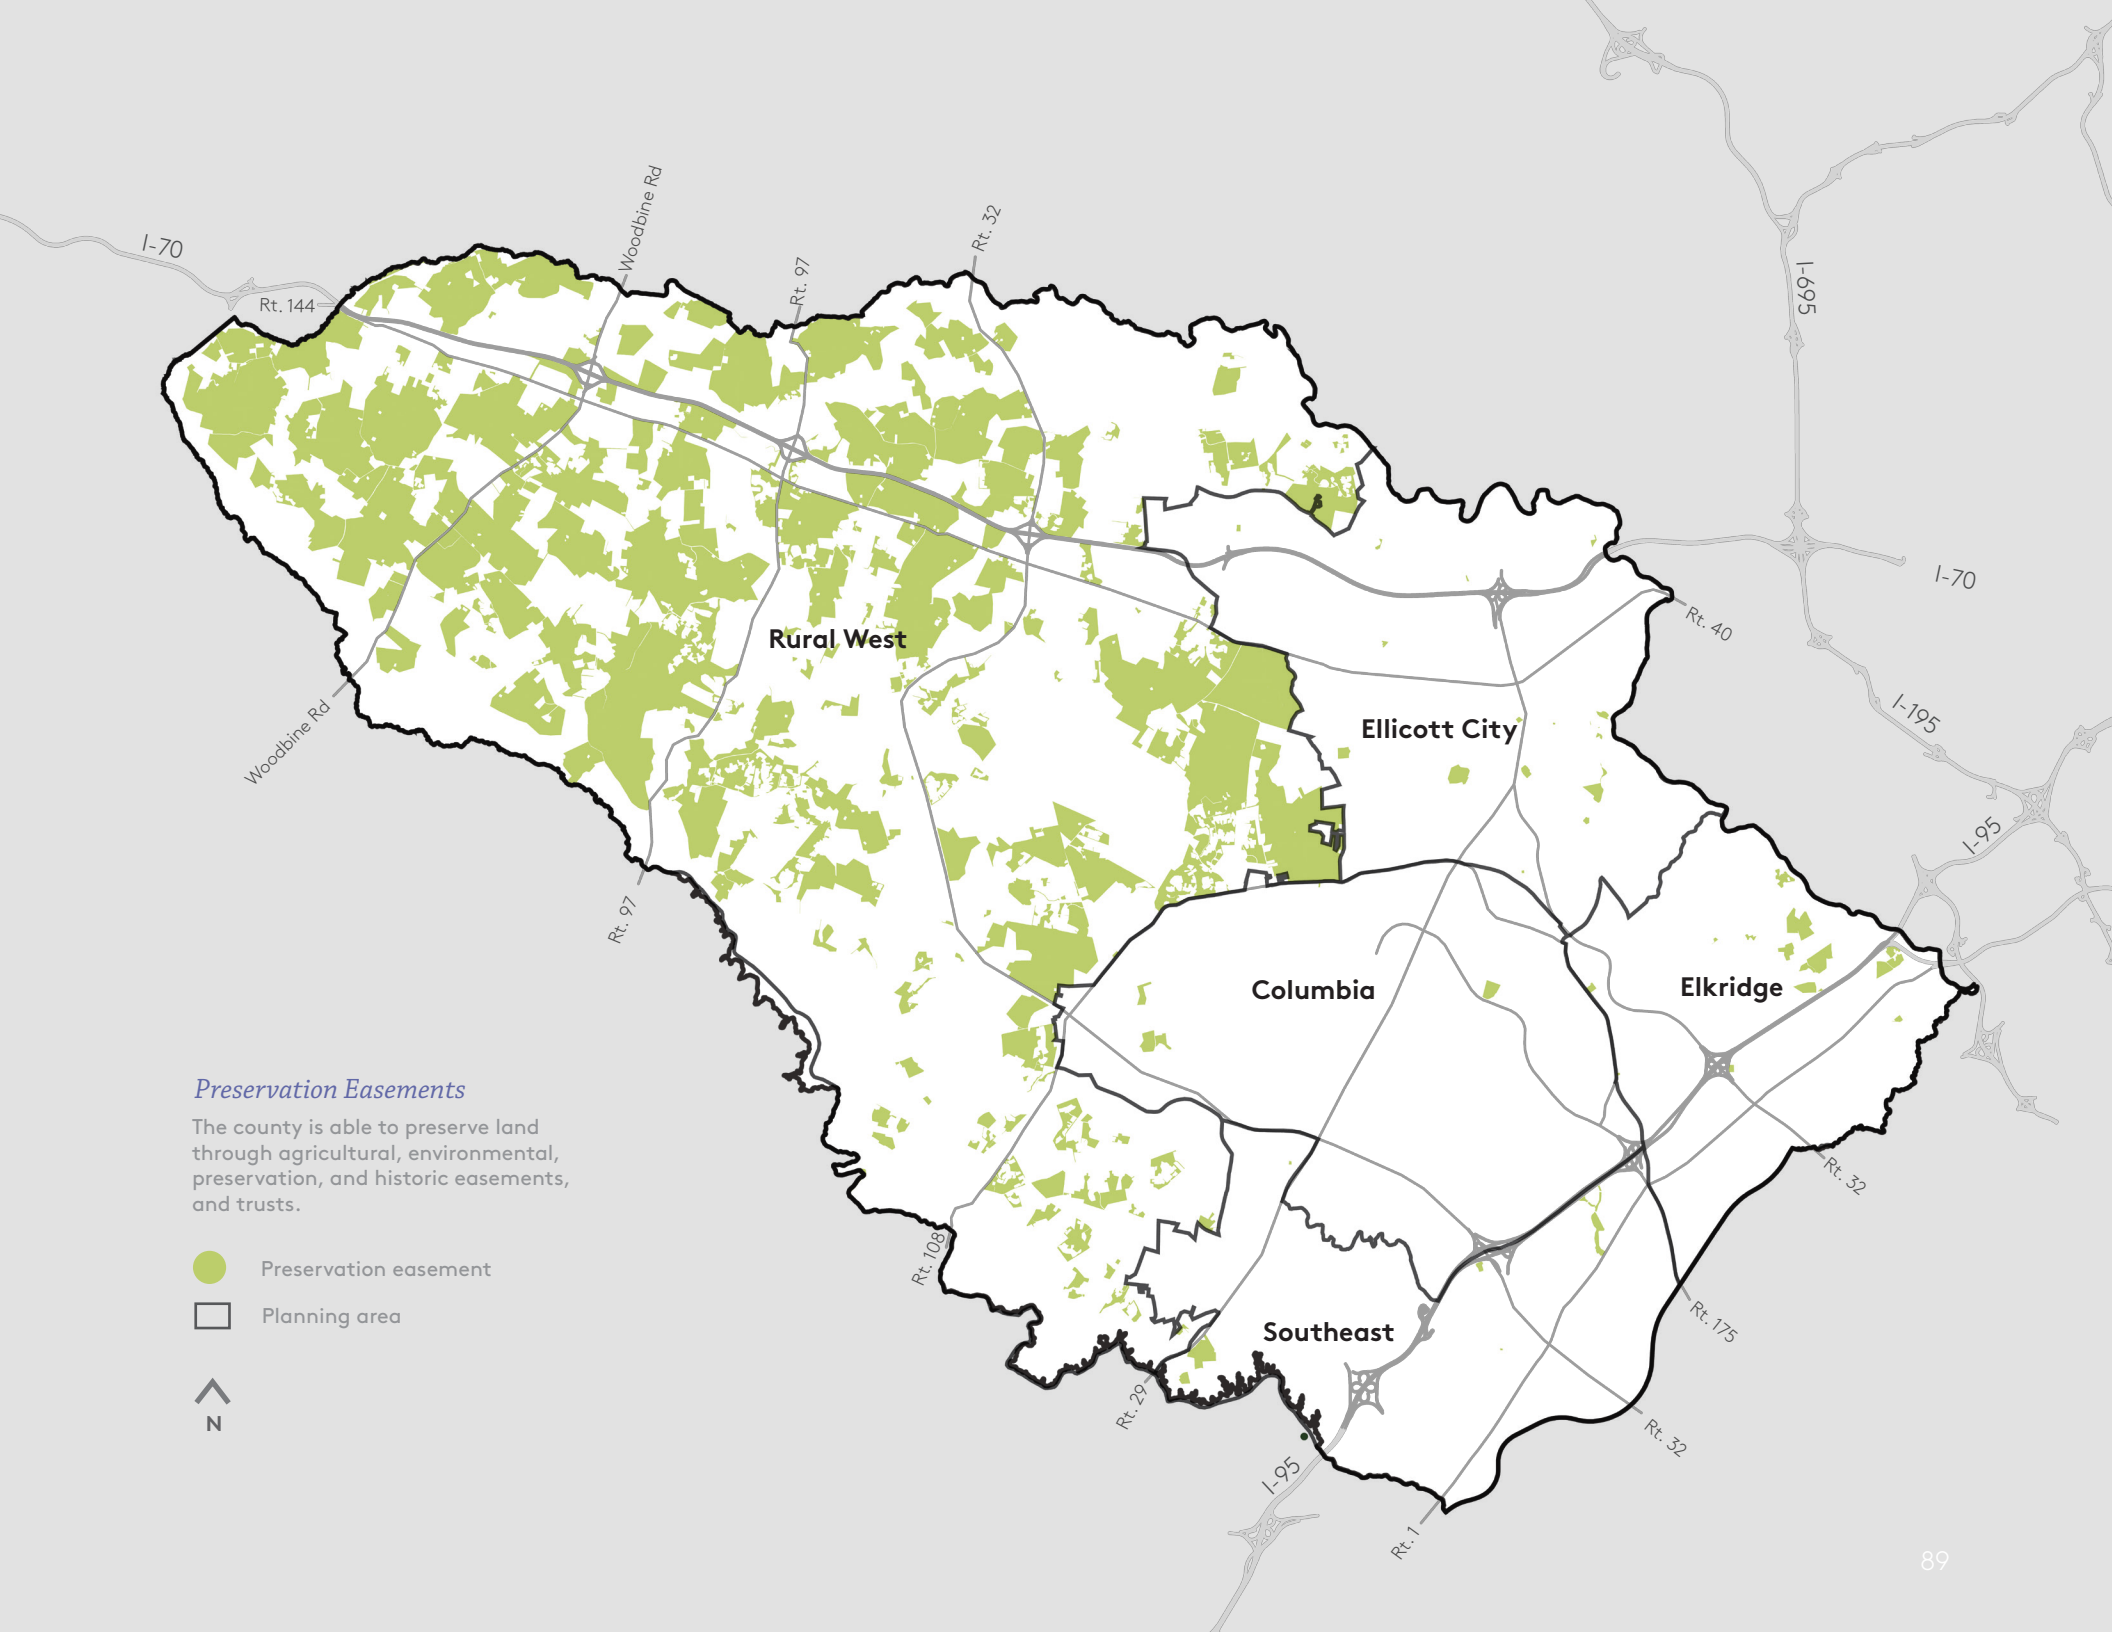 Woodbine Rd
Rt. 32
I-70
Rt. 97
I-695
Rt. 144
I-70
Rt. 40
Rural West
Ellicott City
Woodbine Rd
I-195
I-95
Rt. 97
Columbia
Elkridge
Preservation Easements
The county is able to preserve land
through agricultural, environmental,
preservation, and historic easements,
and trusts.
Rt. 32
Rt. 108
Preservation easement
Planning area
Southeast
Rt. 175
Rt. 29
N
Rt. 32
I-95
Rt. 1
89